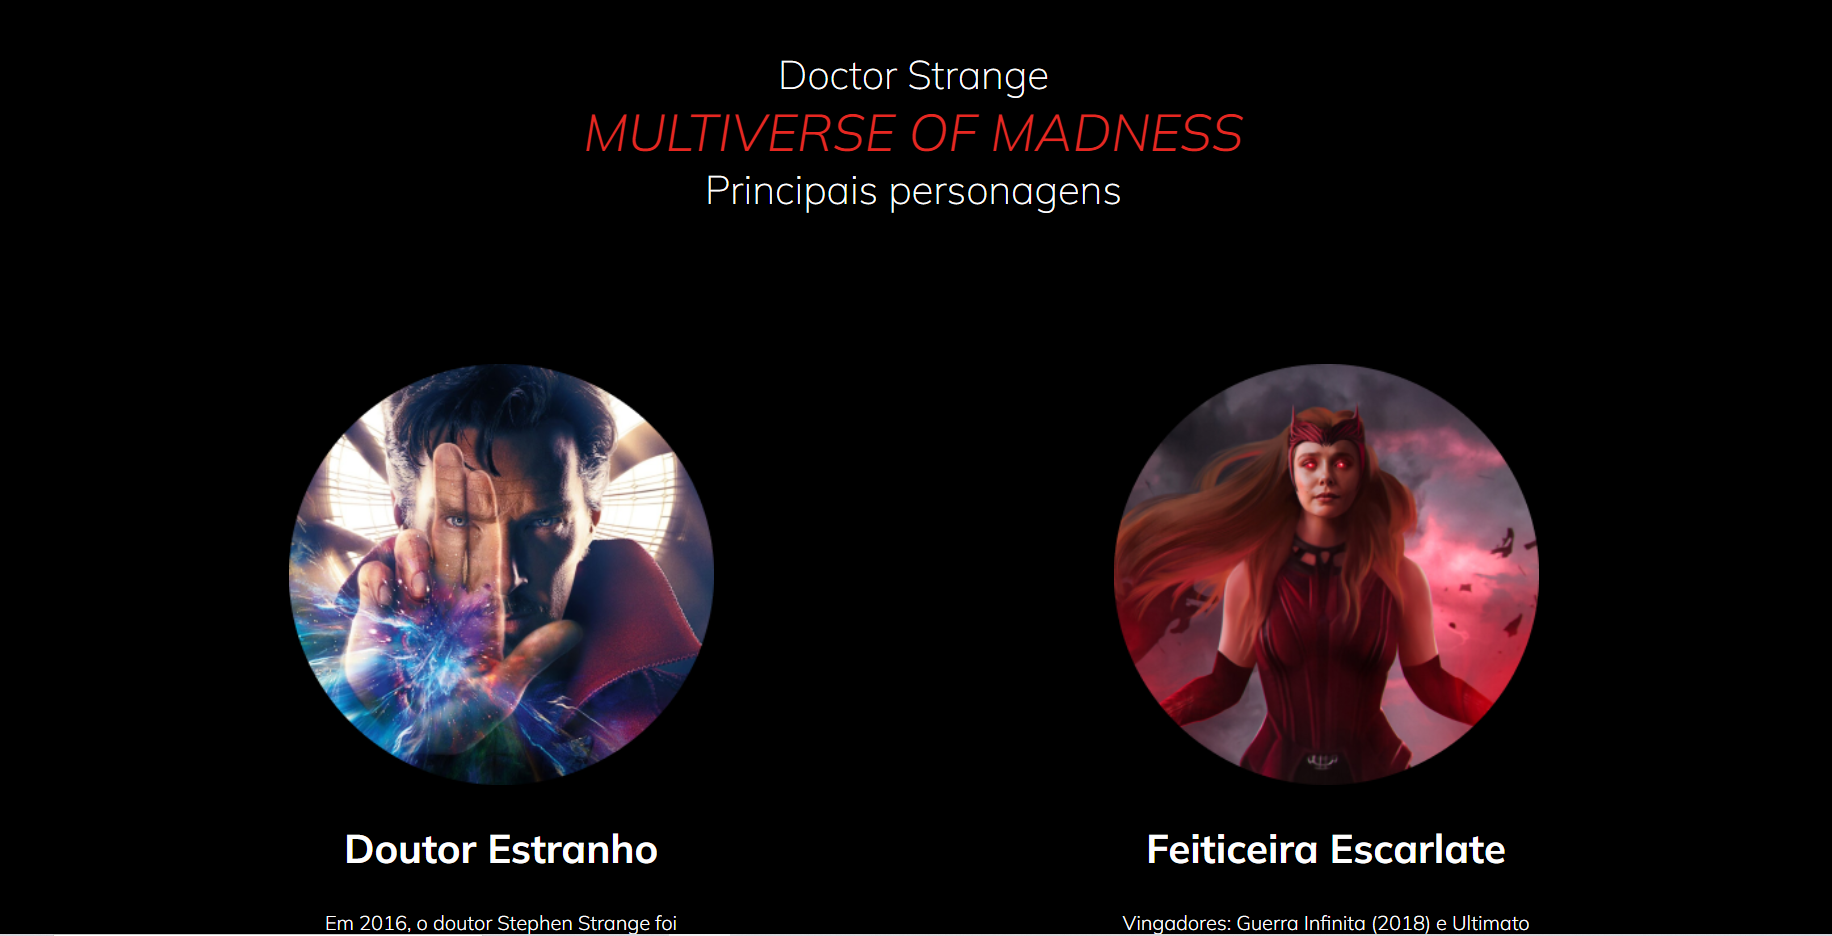 Doctor Strange
MULTIVERSE OF MADNESS
Principais personagens
Doutor Estranho
Em 2016, o doutor Stephen Strange foi
Feiticeira Escarlate
Vingadores: Guerra Infinita (2018) e Ultimato